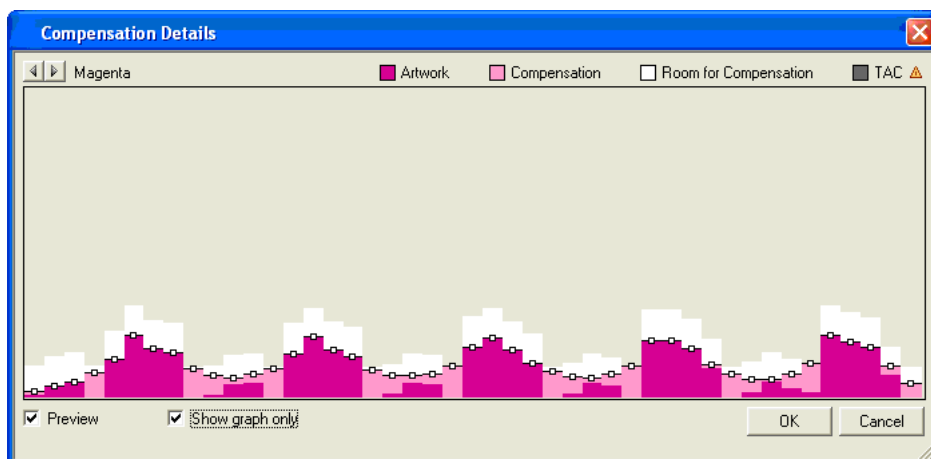 Compensation Details
Magenta Artwork Compensation Room for Compensation TAC
Preview Show graph only OK Cancel